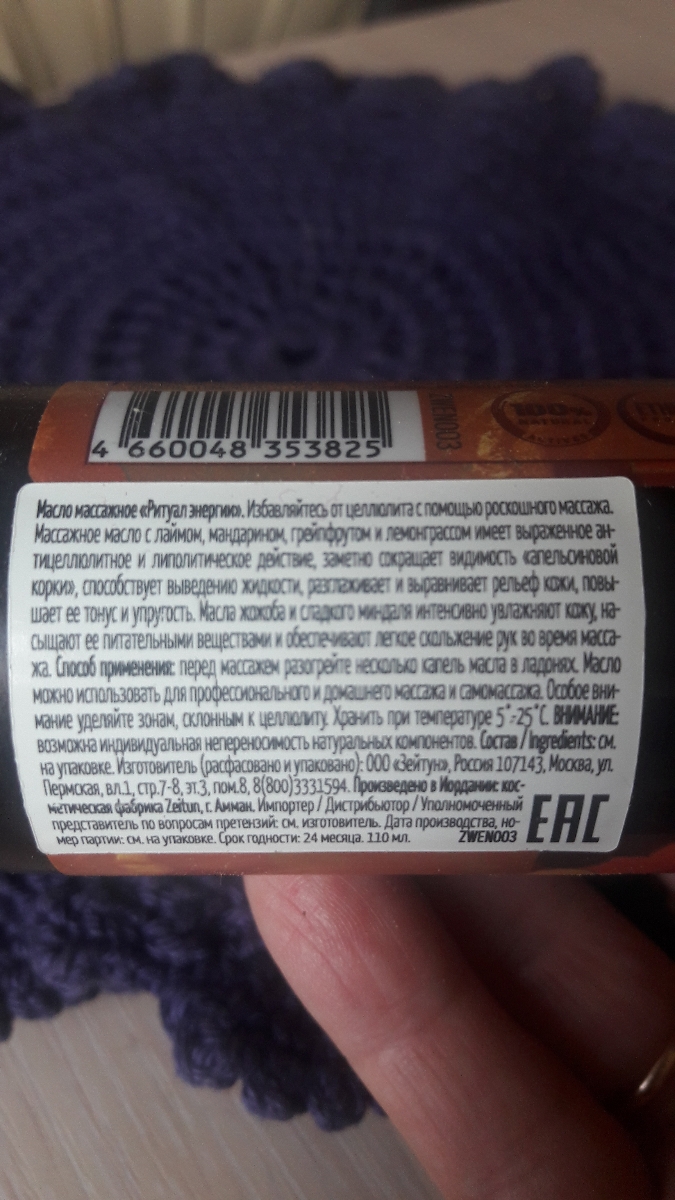 4 660048 353825
ZWEN003
100%
NATURAL
ACTIVES
Масло массажное «Ритуал энергии». Избавляйтесь от целлюлита с помощью роскошного массажа.
Массажное масло с лаймом, мандарином, грейпфрутом и лемонграссом имеет выраженное ан-
тицеллюлитное и липолитическое действие, заметно сокращает видимость «апельсиновой
корки», способствует выведению жидкости, разглаживает и выравнивает рельеф кожи, повы-
шает ее тонус и упругость. Масла жожоба и сладкого миндаля интенсивно увлажняют кожу, на-
сыщают ее питательными веществами и обеспечивают легкое скольжение рук во время масса-
жа. Способ применения: перед массажем разогрейте несколько капель масла в ладонях. Масло
можно использовать для профессионального и домашнего массажа и самомассажа. Особое вни-
мание уделяйте зонам, склонным к целлюлиту. Хранить при температуре 5°-25°С. ВНИМАНИЕ:
возможна индивидуальная непереносимость натуральных компонентов. Состав / Ingredients: см.
на упаковке. Изготовитель (расфасовано и упаковано): ООО «Зейтун», Россия 107143, Москва, ул.
Пермская, вл.1, стр.7-8, эт.3, пом.8, 8(800)3331594. Произведено в Иордании: кос-
метическая фабрика Zeitun, г. Амман. Импортер / Дистрибьютор / Уполномоченный
представитель по вопросам претензий: см. изготовитель. Дата производства, но-
мер партии: см. на упаковке. Срок годности: 24 месяца. 110 мл. ZWEN003
EAC